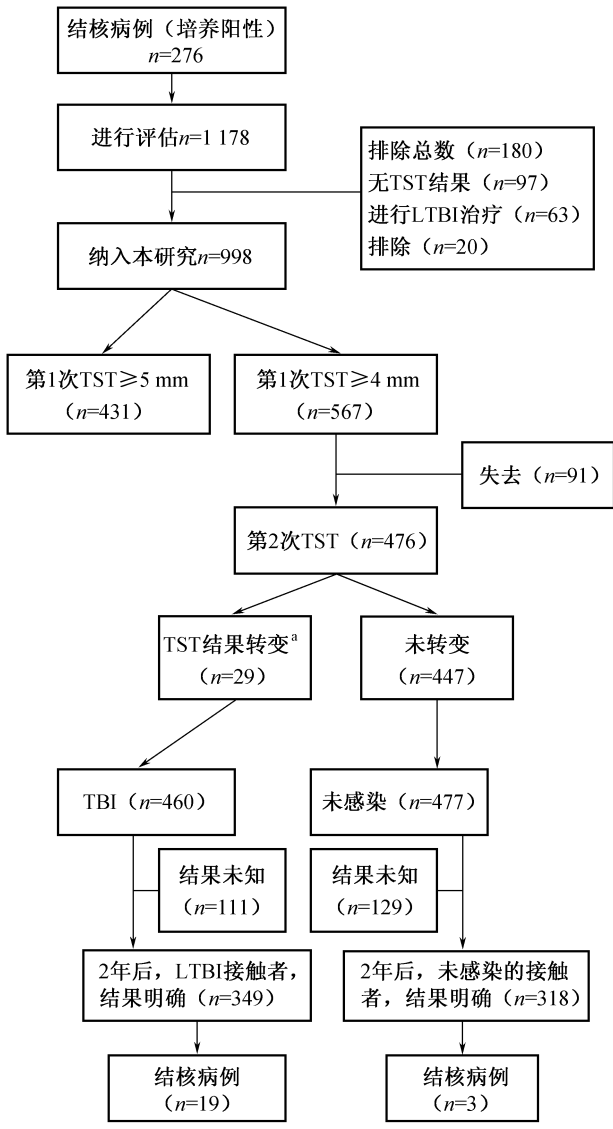 结核病例（培养阳性）
n=276
进行评估n=1 178
排除总数（n=180）
无TST结果（n=97）
进行LTBI治疗（n=63）
排除（n=20）
纳入本研究n=998
第1次TST≥5 mm
（n=431）
第1次TST≥4 mm
（n=567）
失去（n=91）
第2次TST（n=476）
TST结果转变a
（n=29）
未转变
（n=447）
TBI（n=460）
未感染（n=477）
结果未知
（n=111）
结果未知
（n=129）
2年后，LTBI接触者，
结果明确（n=349）
2年后，未感染的接触
者，结果明确（n=318）
结核病例
（n=19）
结核病例
（n=3）